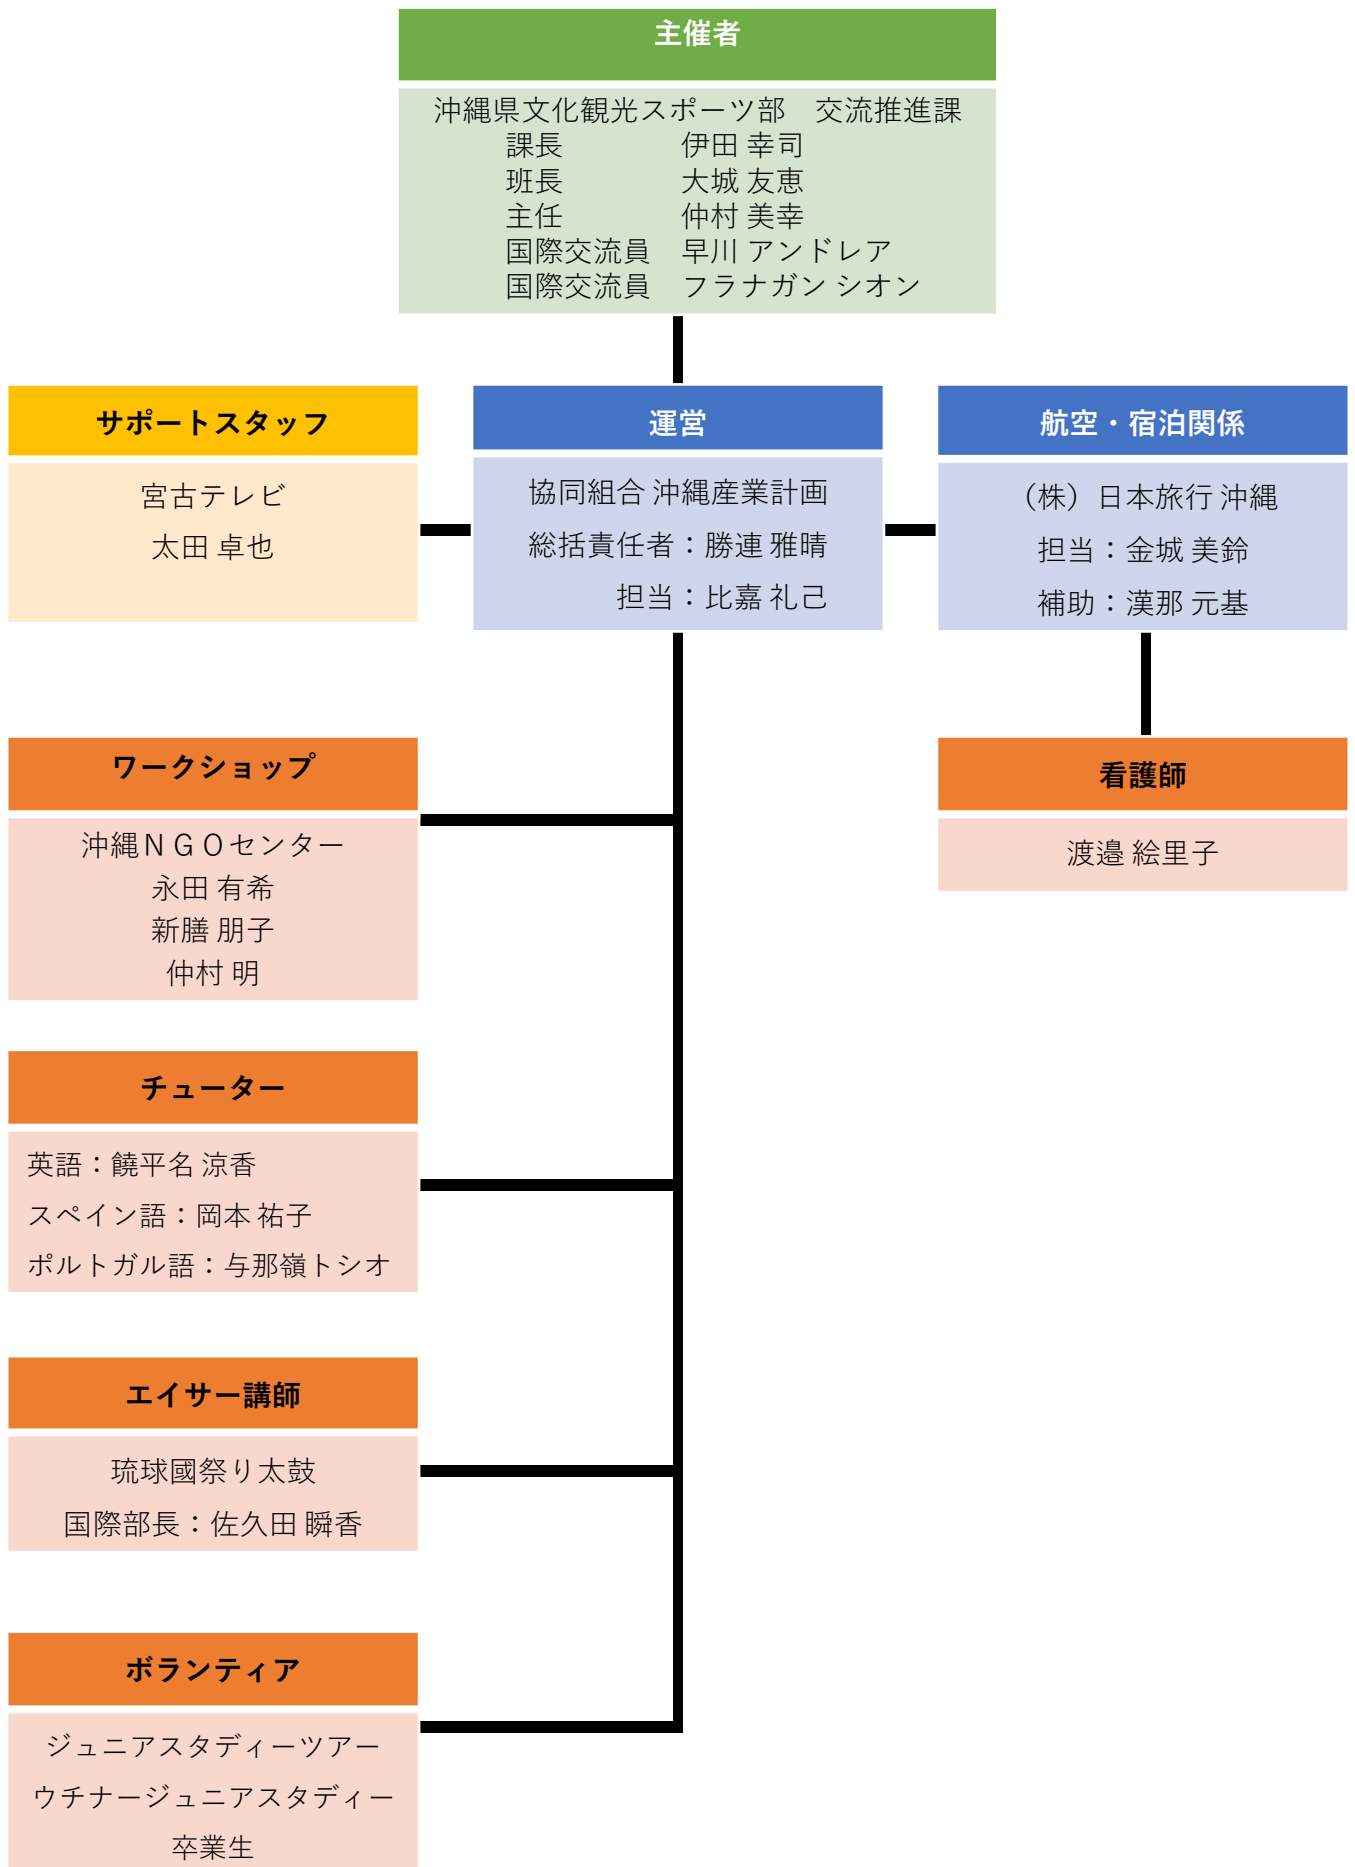 主催者
沖縄県文化観光スポーツ部　交流推進課
課長　伊田 幸司
班長　大城 友恵
主任　仲村 美幸
国際交流員　早川 アンドレア
国際交流員　フラナガン シオン
サポートスタッフ
宮古テレビ
太田 卓也
運営
協同組合 沖縄産業計画
総括責任者：勝連 雅晴
担当：比嘉 礼己
航空・宿泊関係
（株）日本旅行 沖縄
担当：金城 美鈴
補助：漢那 元基
ワークショップ
沖縄ＮＧＯセンター
永田 有希
新膳 朋子
仲村 明
看護師
渡邉 絵里子
チューター
英語：饒平名 涼香
スペイン語：岡本 祐子
ポルトガル語：与那嶺トシオ
エイサー講師
琉球國祭り太鼓
国際部長：佐久田 瞬香
ボランティア
ジュニアスタディーツアー
ウチナージュニアスタディー
卒業生